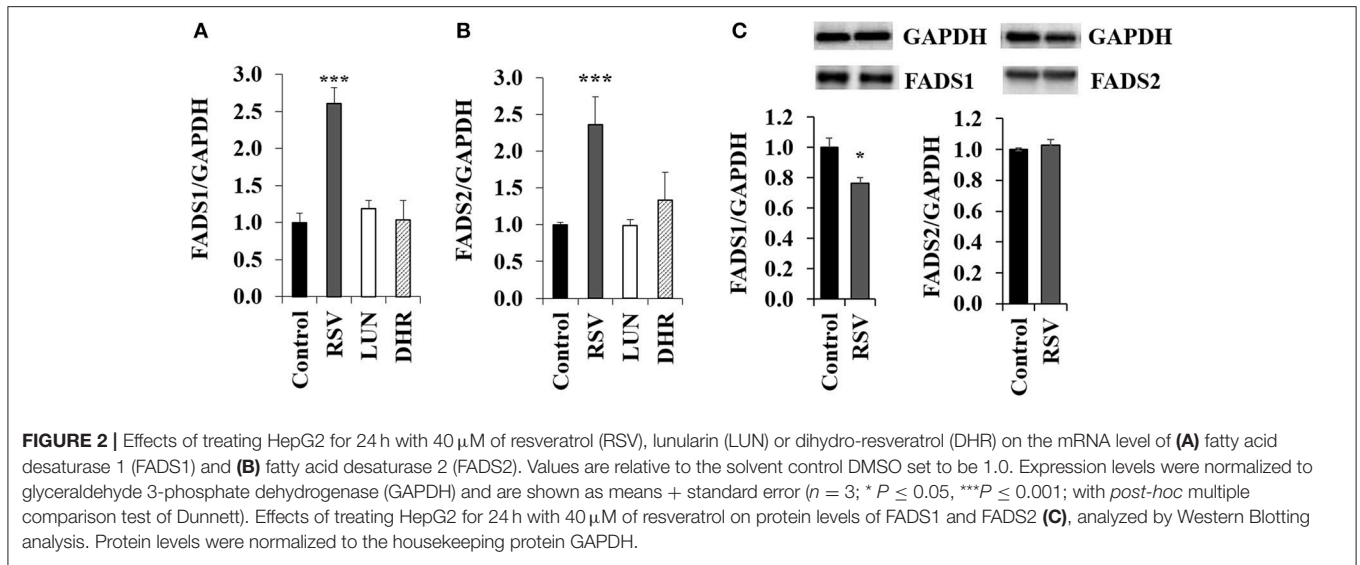 A
FADS1/GAPDH
3.0
2.5
2.0
1.5
1.0
0.5
0.0
***
Control
RSV
LUN
DHR
B
FADS2/GAPDH
3.0
2.5
2.0
1.5
1.0
0.5
0.0
***
Control
RSV
LUN
DHR
C
GAPDH
FADS1
FADS1/GAPDH
1.2
1.0
0.8
0.6
0.4
0.2
0.0
*
Control
RSV
GAPDH
FADS2
FADS2/GAPDH
1.2
1.0
0.8
0.6
0.4
0.2
0.0
Control
RSV
FIGURE 2 | Effects of treating HepG2 for 24 h with 40 μM of resveratrol (RSV), lunularin (LUN) or dihydro-resveratrol (DHR) on the mRNA level of (A) fatty acid
desaturase 1 (FADS1) and (B) fatty acid desaturase 2 (FADS2). Values are relative to the solvent control DMSO set to be 1.0. Expression levels were normalized to
glyceraldehyde 3-phosphate dehydrogenase (GAPDH) and are shown as means + standard error (n = 3; * P ≤ 0.05, ***P ≤ 0.001; with post-hoc multiple
comparison test of Dunnett). Effects of treating HepG2 for 24 h with 40 μM of resveratrol on protein levels of FADS1 and FADS2 (C), analyzed by Western Blotting
analysis. Protein levels were normalized to the housekeeping protein GAPDH.